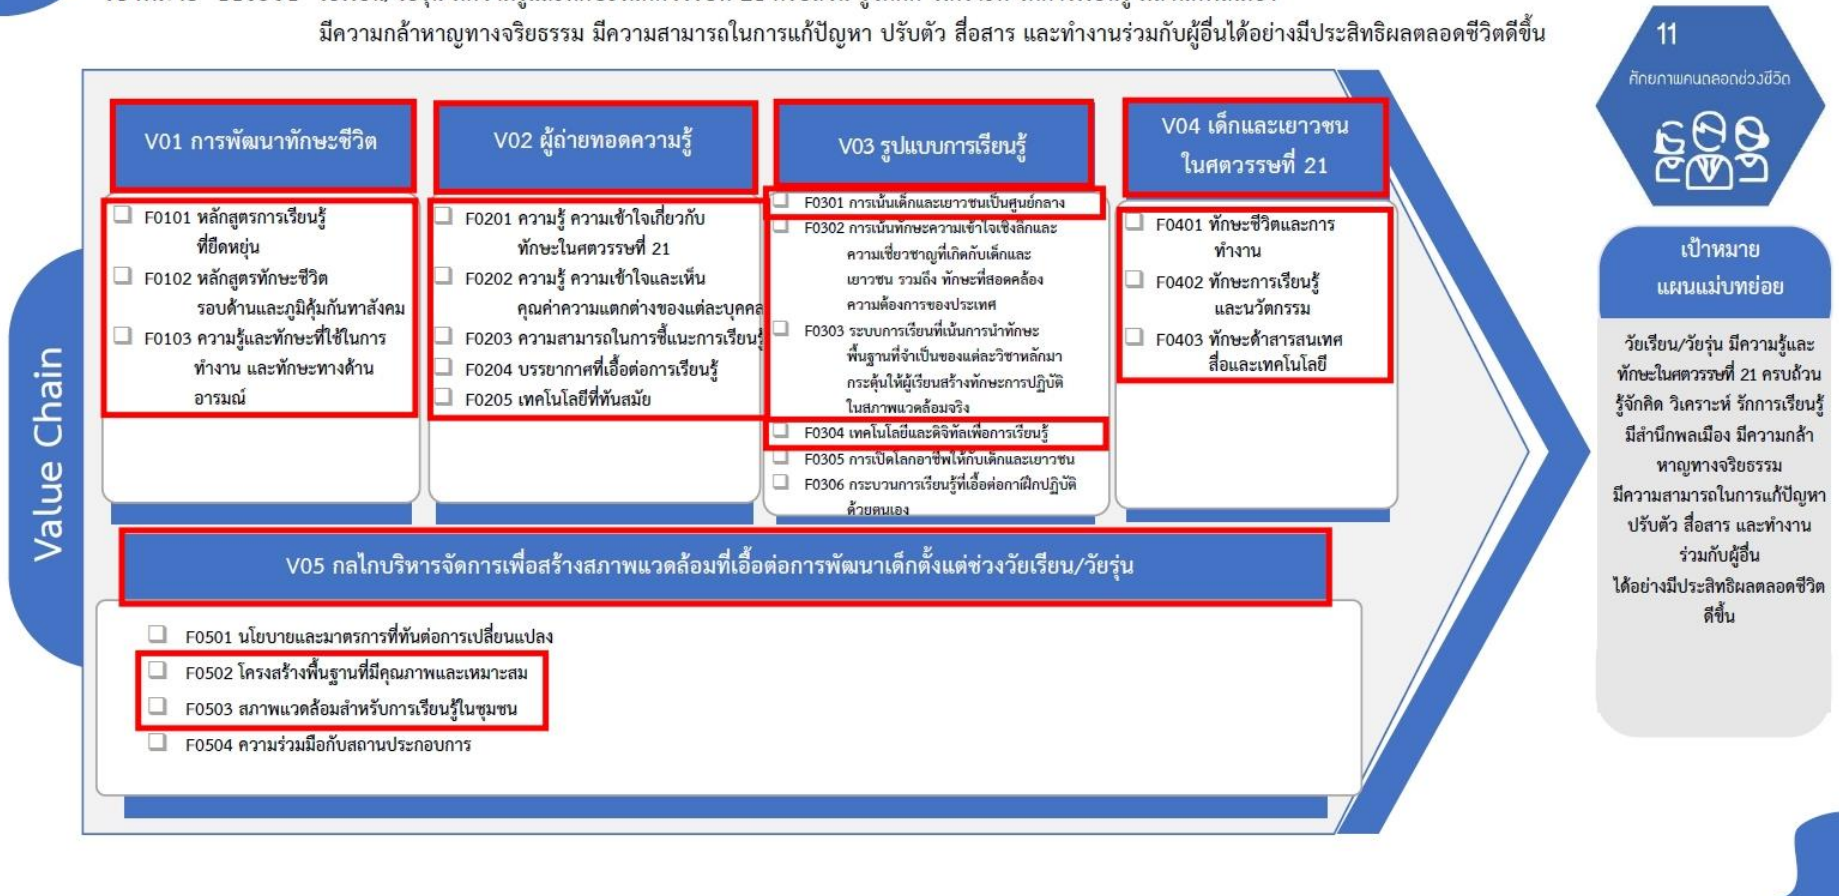 มีความกล้าหาญทางจริยธรรม มีความสามารถในการแก้ปัญหา ปรับตัว สื่อสาร และทำงานร่วมกับผู้อื่นได้อย่างมีประสิทธิผลตลอดชีวิตดีขึ้น
11
ศักยภาพคนตลอดช่วงชีวิต
Value Chain
V01 การพัฒนาทักษะชีวิต
F0101 หลักสูตรการเรียนรู้
ที่ยืดหยุ่น
F0102 หลักสูตรทักษะชีวิต
รอบด้านและภูมิคุ้มกันทาสังคม
F0103 ความรู้และทักษะที่ใช้ในการ
ทำงาน และทักษะทางด้าน
อารมณ์
V02 ผู้ถ่ายทอดความรู้
F0201 ความรู้ ความเข้าใจเกี่ยวกับ
ทักษะในศตวรรษที่ 21
F0202 ความรู้ ความเข้าใจและเห็น
คุณค่าความแตกต่างของแต่ละบุคคล
F0203 ความสามารถในการชี้แนะการเรียนรู้
F0204 บรรยากาศที่เอื้อต่อการเรียนรู้
F0205 เทคโนโลยีที่ทันสมัย
V03 รูปแบบการเรียนรู้
F0301 การเน้นเด็กและเยาวชนเป็นศูนย์กลาง
F0302 การเน้นทักษะความเข้าใจเชิงลึกและ
ความเชี่ยวชาญที่เกิดกับเด็กและ
เยาวชน รวมถึง ทักษะที่สอดคล้อง
ความต้องการของประเทศ
F0303 ระบบการเรียนที่เน้นการนำทักษะ
พื้นฐานที่จำเป็นของแต่ละวิชาหลักมา
กระตุ้นให้ผู้เรียนสร้างทักษะการปฏิบัติ
ในสภาพแวดล้อมจริง
F0304 เทคโนโลยีและดิจิทัลเพื่อการเรียนรู้
F0305 การเปิดโลกอาชีพให้กับเด็กและเยาวชน
F0306 กระบวนการเรียนรู้ที่เอื้อต่อกาฝึกปฏิบัติ
ด้วยตนเอง
V04 เด็กและเยาวชน
ในศตวรรษที่ 21
F0401 ทักษะชีวิตและการ
ทำงาน
F0402 ทักษะการเรียนรู้
และนวัตกรรม
F0403 ทักษะด้าสารสนเทศ
สื่อและเทคโนโลยี
V05 กลไกบริหารจัดการเพื่อสร้างสภาพแวดล้อมที่เอื้อต่อการพัฒนาเด็กตั้งแต่ช่วงวัยเรียน/วัยรุ่น
F0501 นโยบายและมาตรการที่ทันต่อการเปลี่ยนแปลง
F0502 โครงสร้างพื้นฐานที่มีคุณภาพและเหมาะสม
F0503 สภาพแวดล้อมสำหรับการเรียนรู้ในชุมชน
F0504 ความร่วมมือกับสถานประกอบการ
เป้าหมาย
แผนแม่บทย่อย
วัยเรียน/วัยรุ่น มีความรู้และ
ทักษะในศตวรรษที่ 21 ครบถ้วน
รู้จักคิด วิเคราะห์ รักการเรียนรู้
มีสำนึกพลเมือง มีความกล้า
หาญทางจริยธรรม
มีความสามารถในการแก้ปัญหา
ปรับตัว สื่อสาร และทำงาน
ร่วมกับผู้อื่น
ได้อย่างมีประสิทธิผลตลอดชีวิต
ดีขึ้น